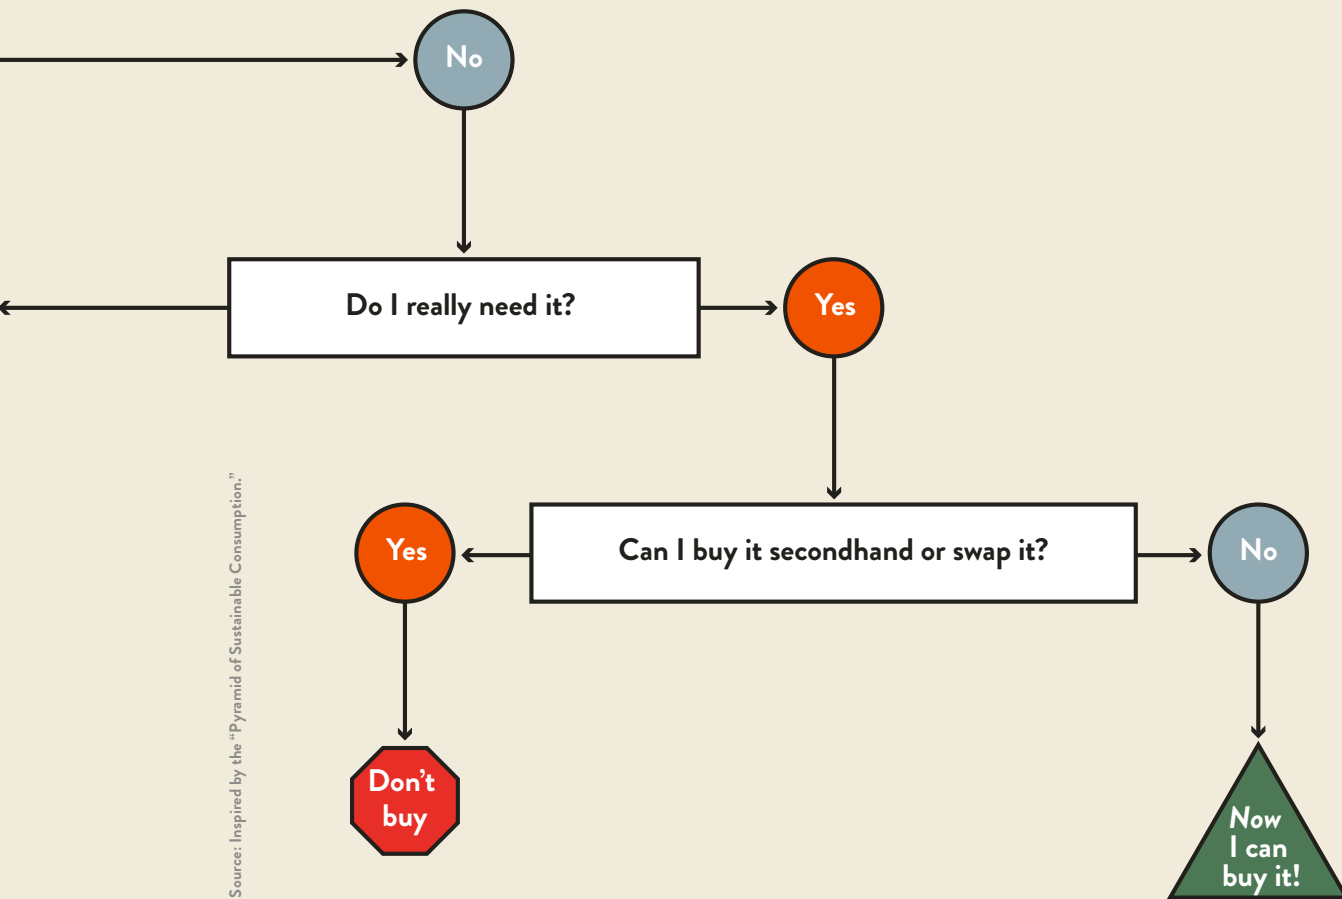 No
Do I really need it?
Yes
Yes
Can I buy it secondhand or swap it?
No
Don’t
buy
Now
I can
buy it!
Source: Inspired by the “Pyramid of Sustainable Consumption.”